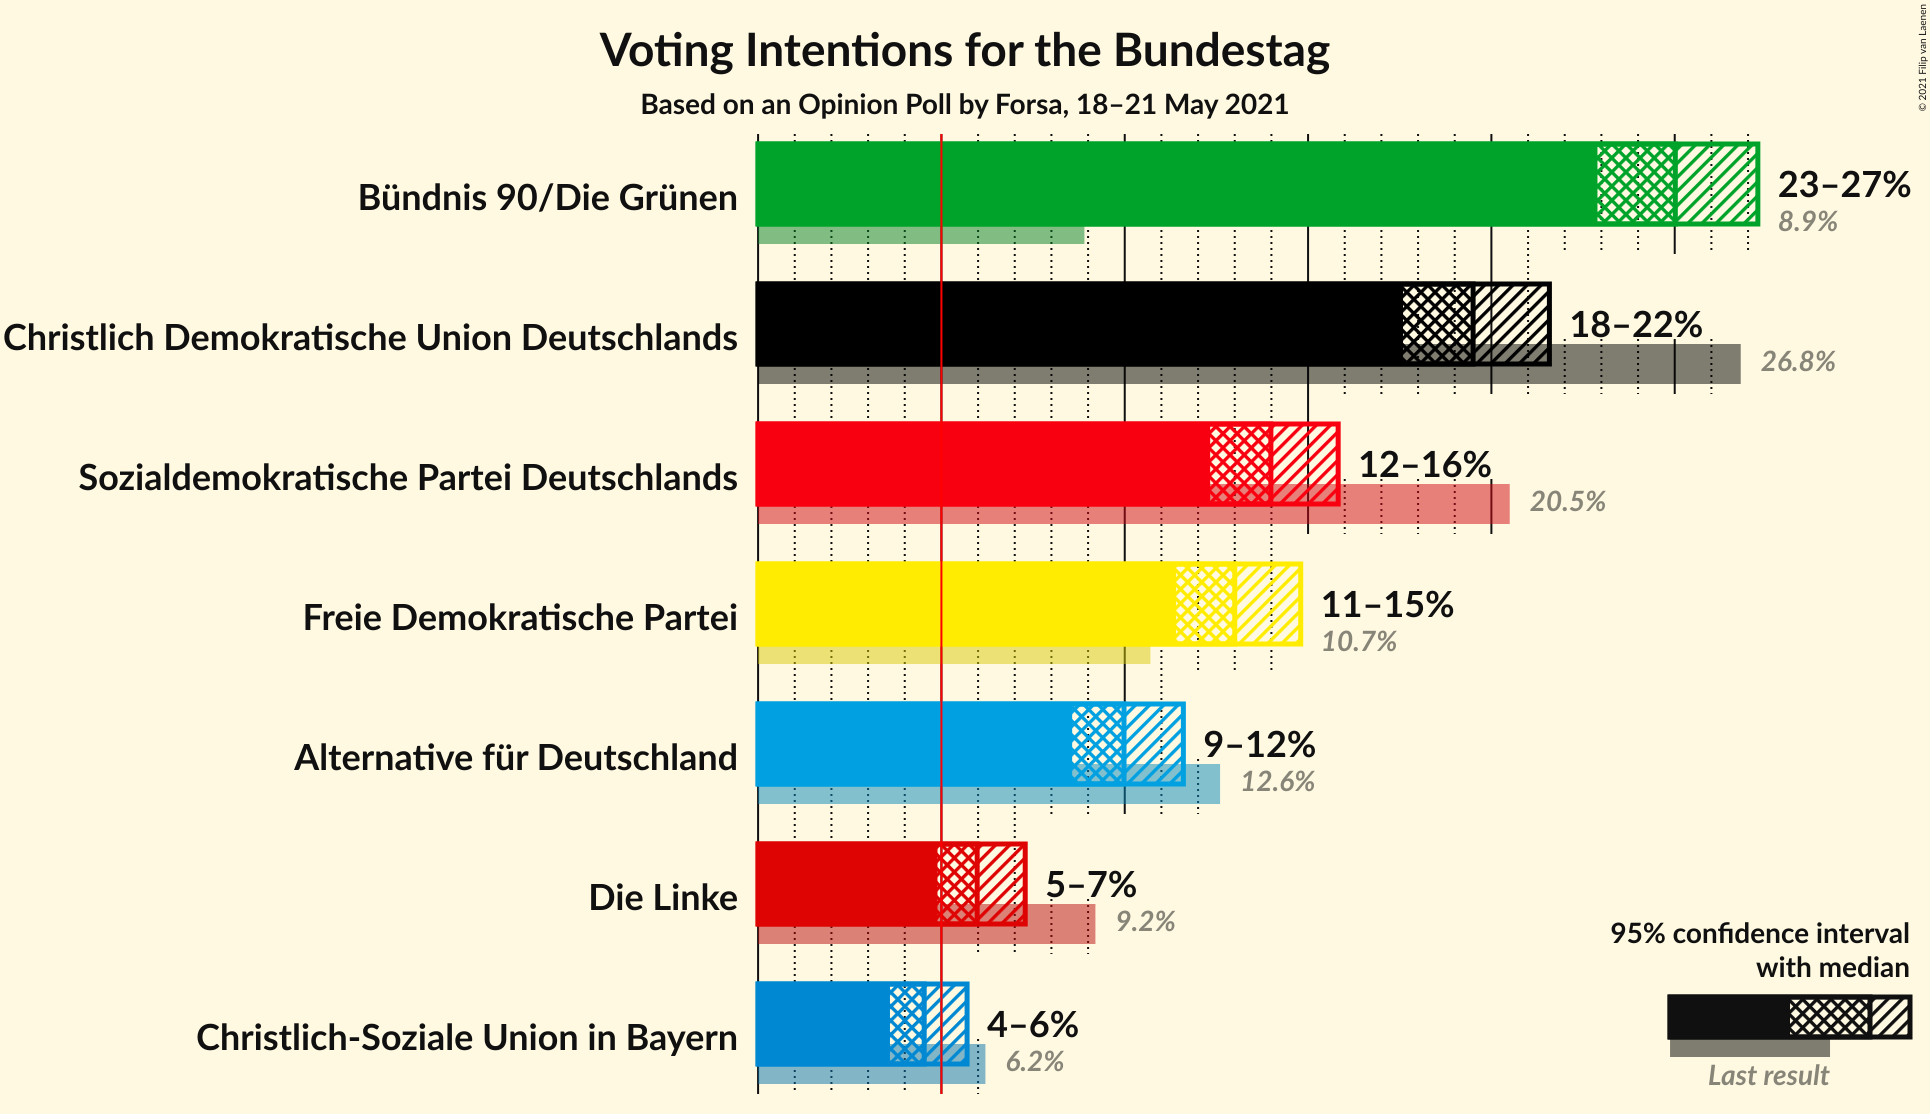 Voting Intentions for the Bundestag
Based on an Opinion Poll by Forsa, 18–21 May 2021
© 2021 Filip van Laenen
Bündnis 90/Die Grünen
23–27%
8.9%
Christlich Demokratische Union Deutschlands
18–22%
26.8%
Sozialdemokratische Partei Deutschlands
12–16%
20.5%
Freie Demokratische Partei
11–15%
10.7%
Alternative für Deutschland
9–12%
12.6%
Die Linke
5–7%
9.2%
Christlich-Soziale Union in Bayern
4–6%
6.2%
95% confidence interval
with median
Last result